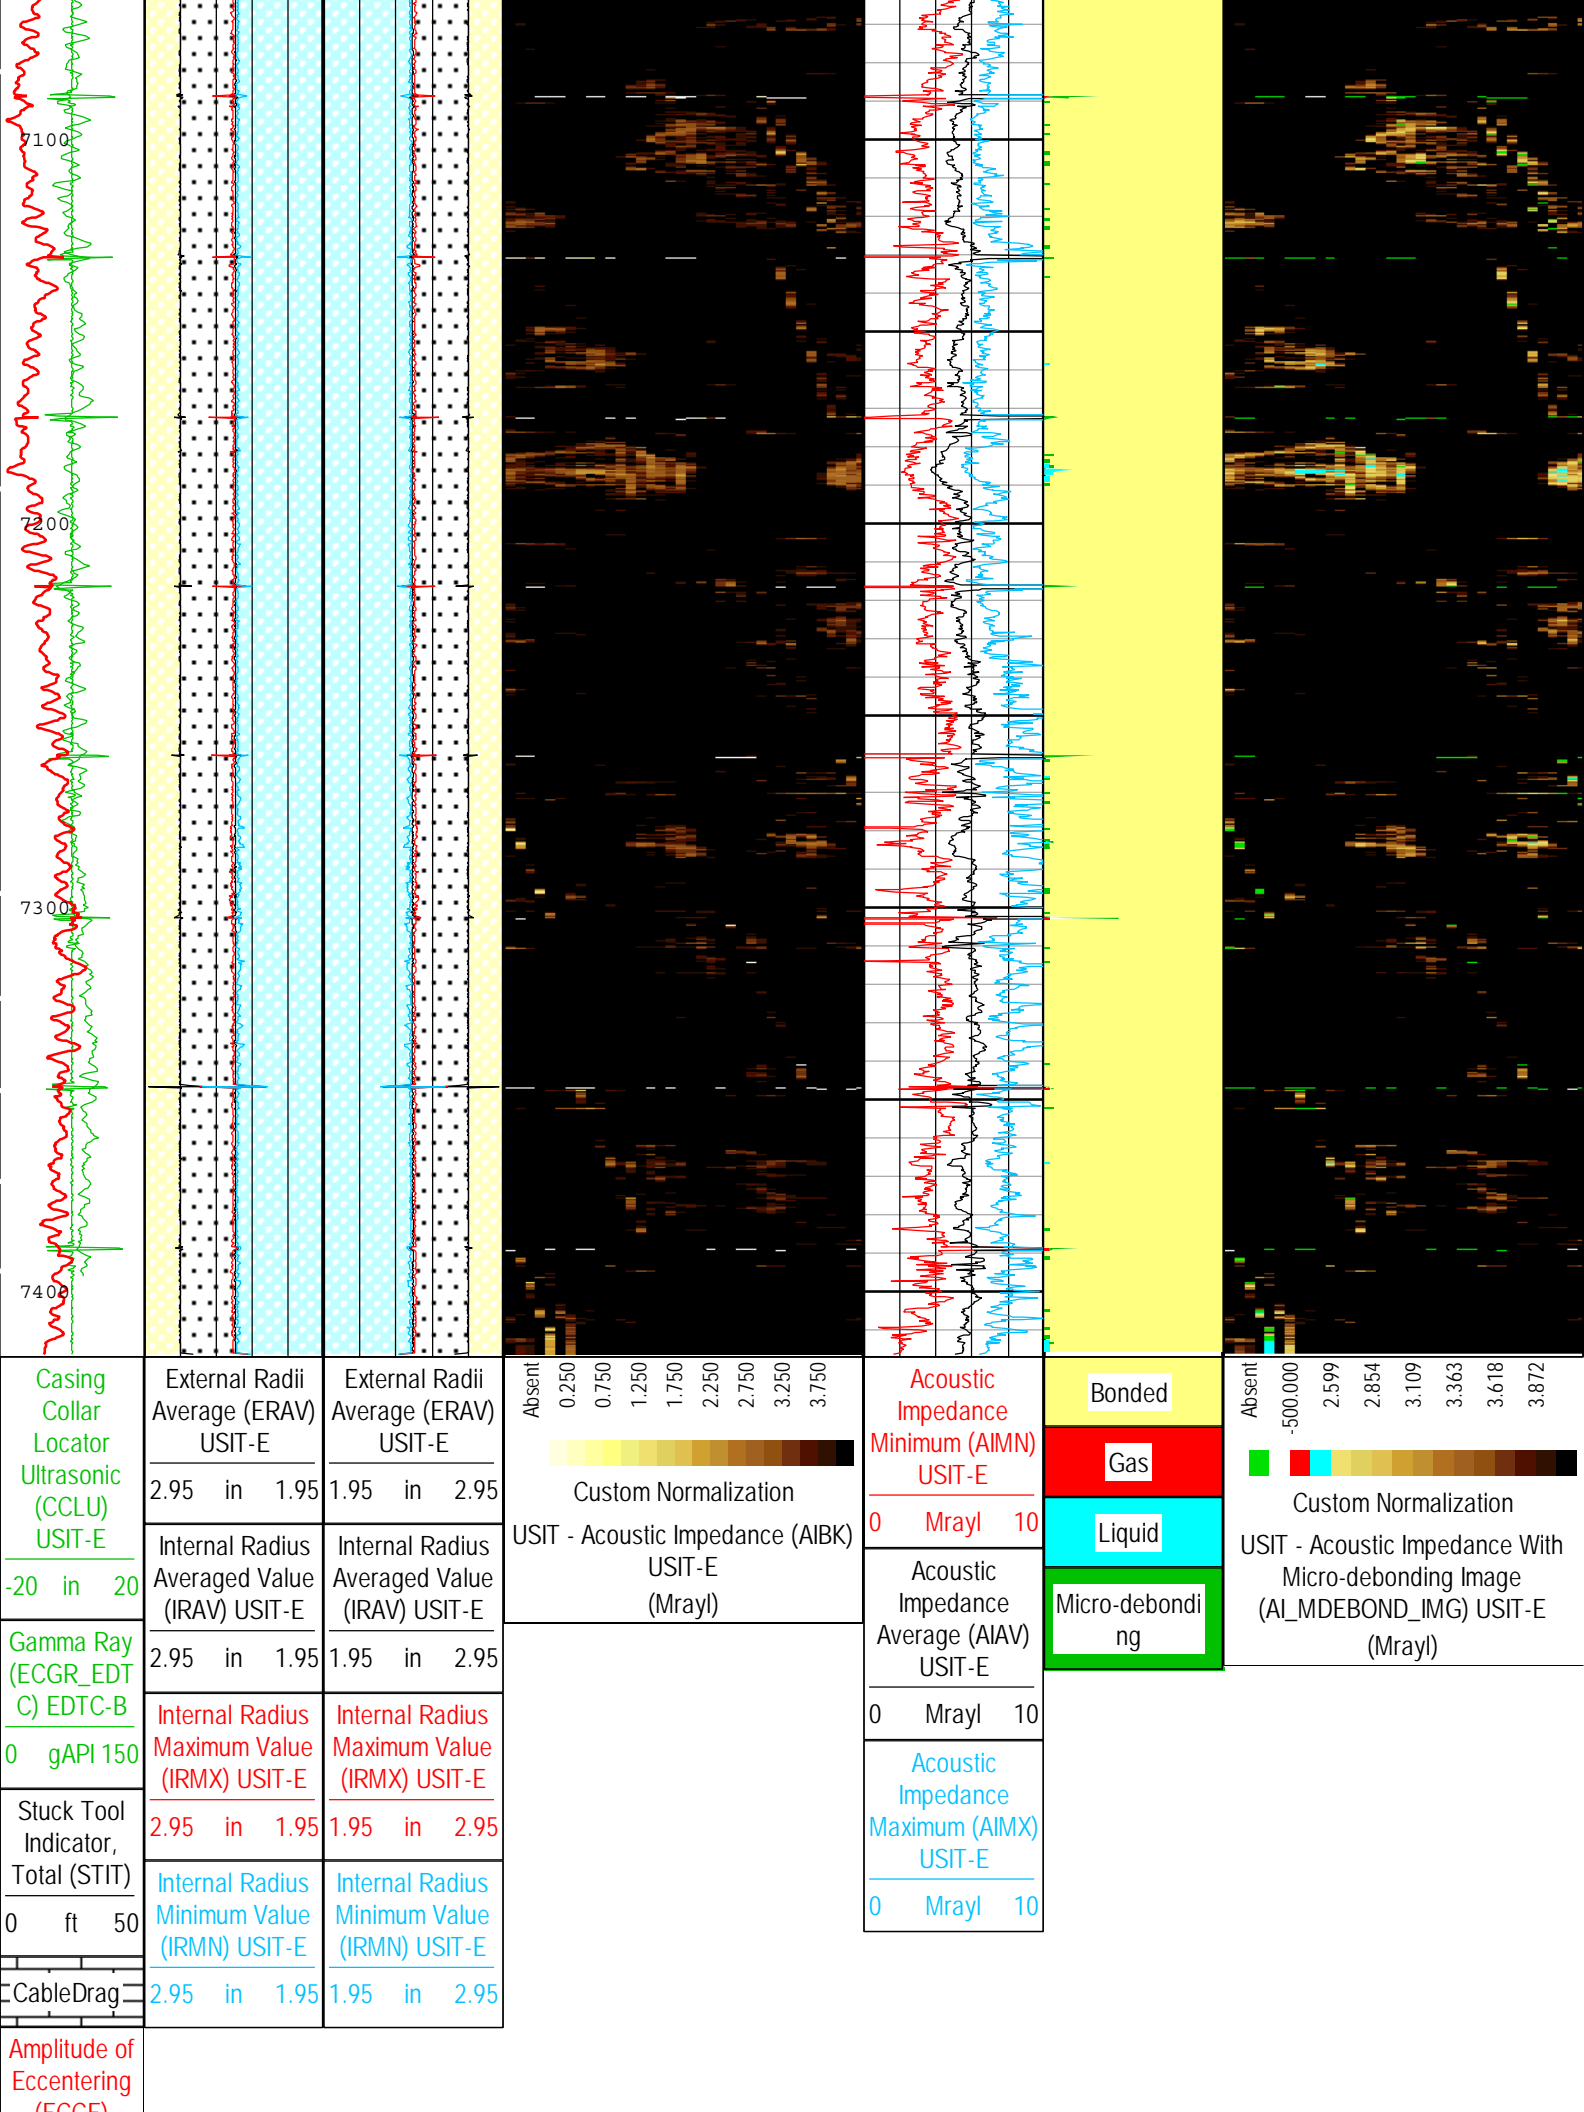 7100
7200
7300
7400
Casing
Collar
Locator
Ultrasonic
(CCLU)
USIT-E
-20 in 20
Gamma Ray
(ECGR_EDT
C) EDTC-B
0 gAPI 150
Stuck Tool
Indicator,
Total (STIT)
0 ft 50
CableDrag
Amplitude of
Eccentering
(ECCE)
External Radii
Average (ERAV)
USIT-E
2.95 in 1.95
Internal Radius
Averaged Value
(IRAV) USIT-E
2.95 in 1.95
Internal Radius
Maximum Value
(IRMX) USIT-E
2.95 in 1.95
Internal Radius
Minimum Value
(IRMN) USIT-E
2.95 in 1.95
External Radii
Average (ERAV)
USIT-E
1.95 in 2.95
Internal Radius
Averaged Value
(IRAV) USIT-E
1.95 in 2.95
Internal Radius
Maximum Value
(IRMX) USIT-E
1.95 in 2.95
Internal Radius
Minimum Value
(IRMN) USIT-E
1.95 in 2.95
Absent
0.250
0.750
1.250
1.750
2.250
2.750
3.250
3.750
Custom Normalization
USIT - Acoustic Impedance (AIBK)
USIT-E
(Mrayl)
Acoustic
Impedance
Minimum (AIMN)
USIT-E
0 Mrayl 10
Acoustic
Impedance
Average (AIAV)
USIT-E
0 Mrayl 10
Acoustic
Impedance
Maximum (AIMX)
USIT-E
0 Mrayl 10
Bonded
Gas
Liquid
Micro-debondi
ng
Absent
-500.000
2.599
2.854
3.109
3.363
3.618
3.872
Custom Normalization
USIT - Acoustic Impedance With
Micro-debonding Image
(AI_MDEBOND_IMG) USIT-E
(Mrayl)